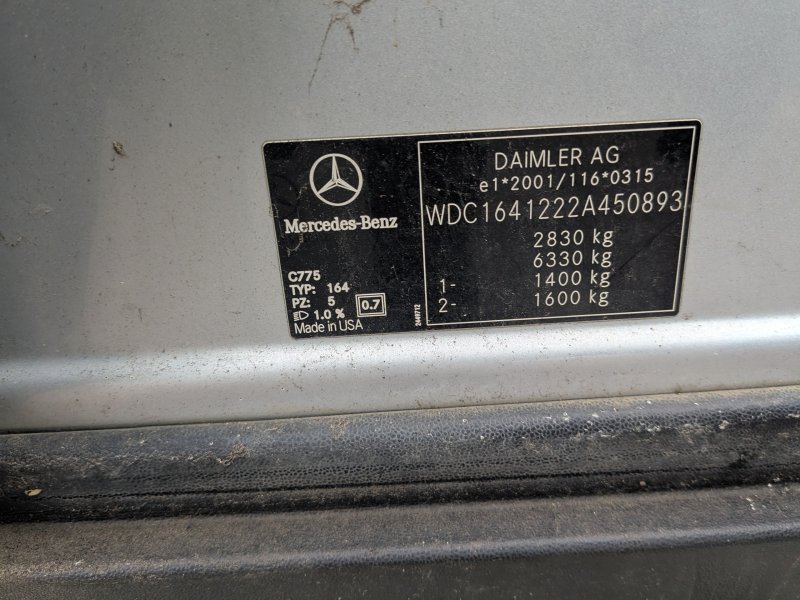 Mercedes-Benz
C775
TYP: 164
PZ: 5
1.0 %
0.7
Made in USA
2449712
DAIMLER AG
e1*2001/116*0315
WDC1641222A450893
2830 kg
6330 kg
1- 1400 kg
2- 1600 kg